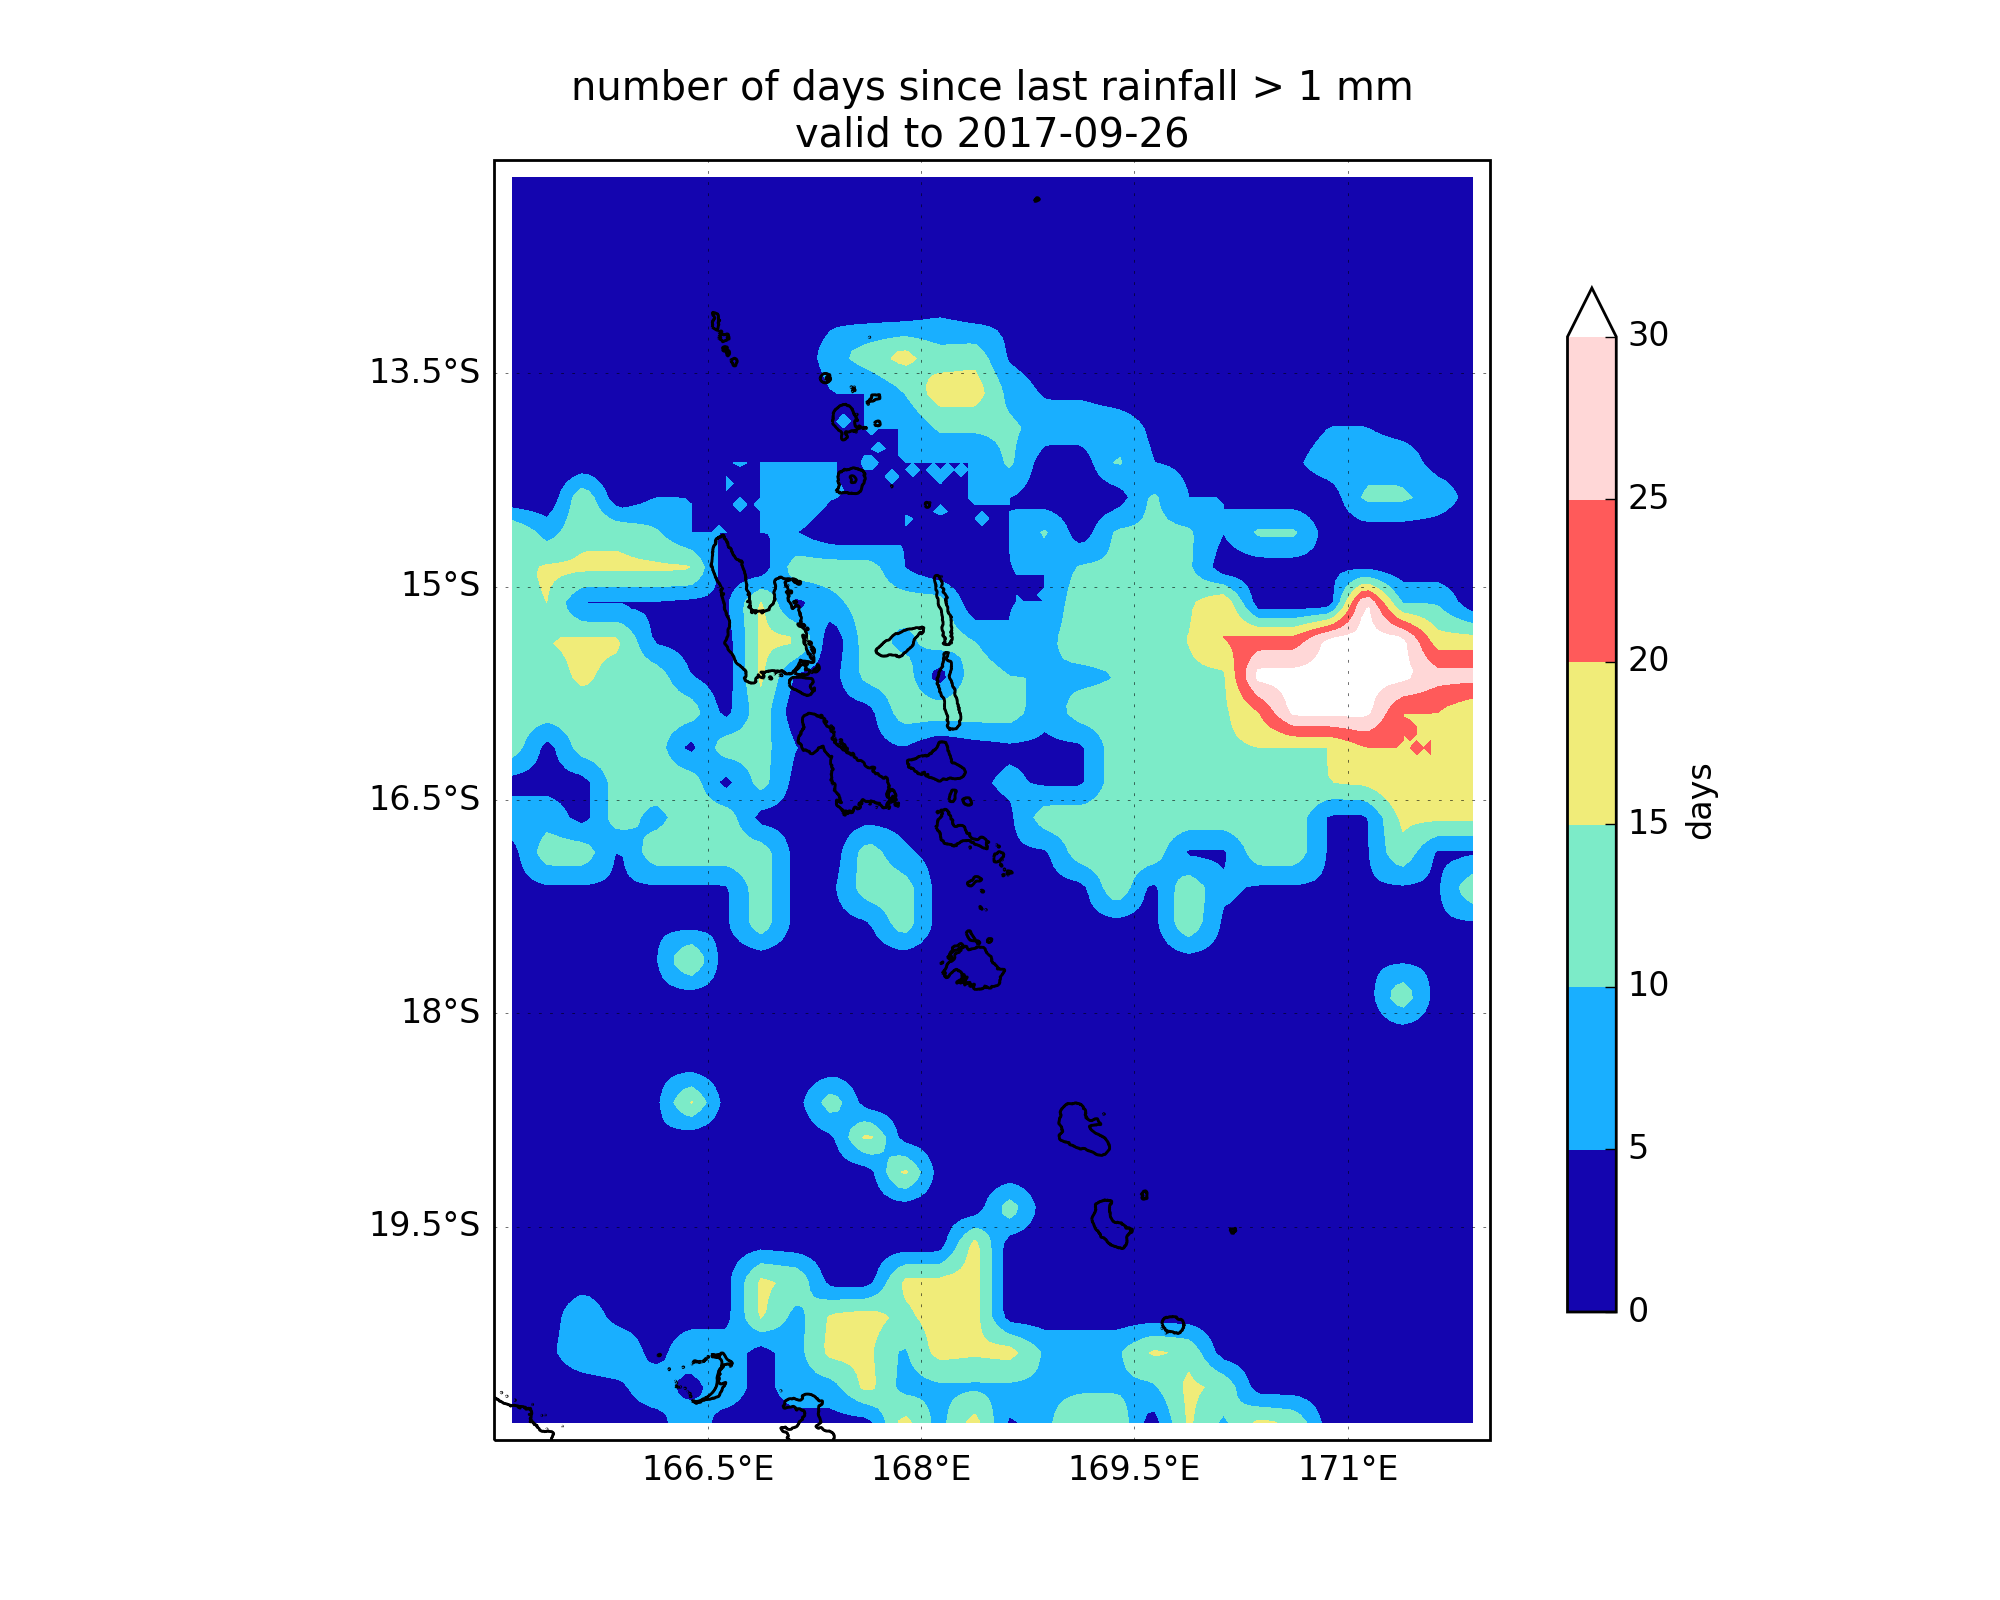 number of days since last rainfall > 1 mm
valid to 2017-09-26
13.5°S
15°S
16.5°S
18°S
19.5°S
166.5°E
168°E
169.5°E
171°E
30
25
20
15
10
5
0
days